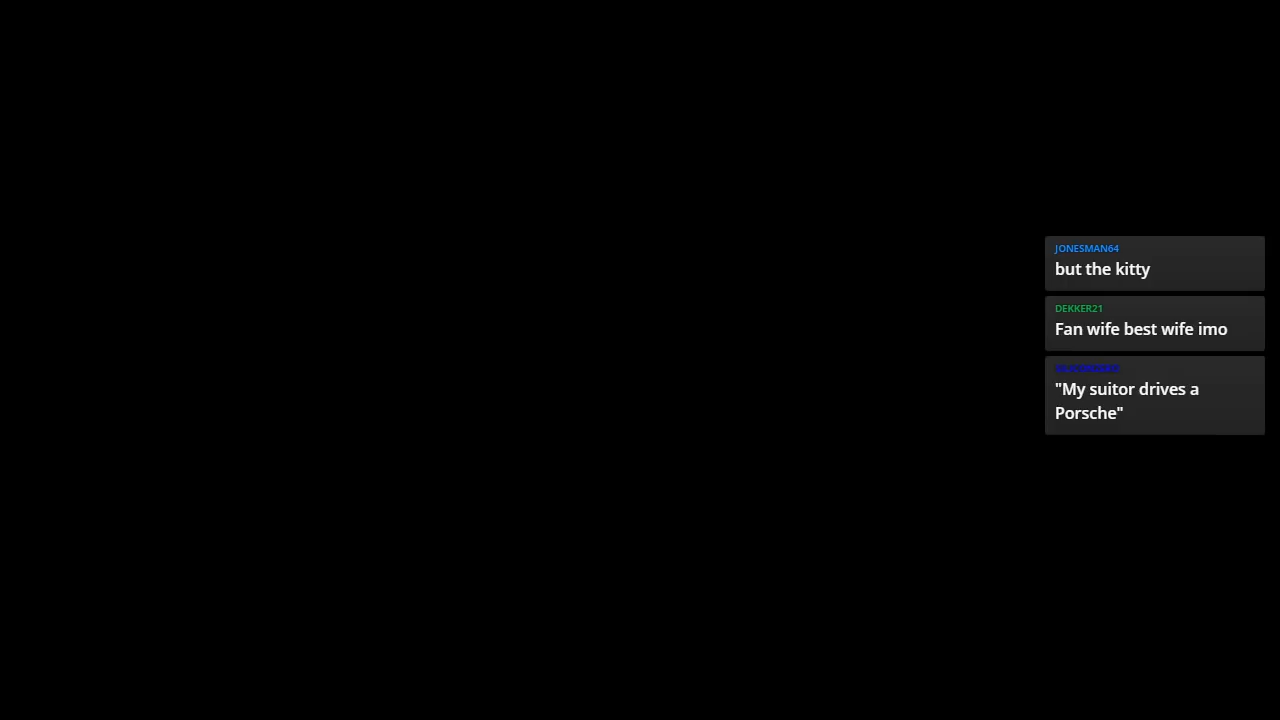 JONESMAN64
but the kitty
DEKKER21
Fan wife best wife imo
"My suitor drives a
Porsche"